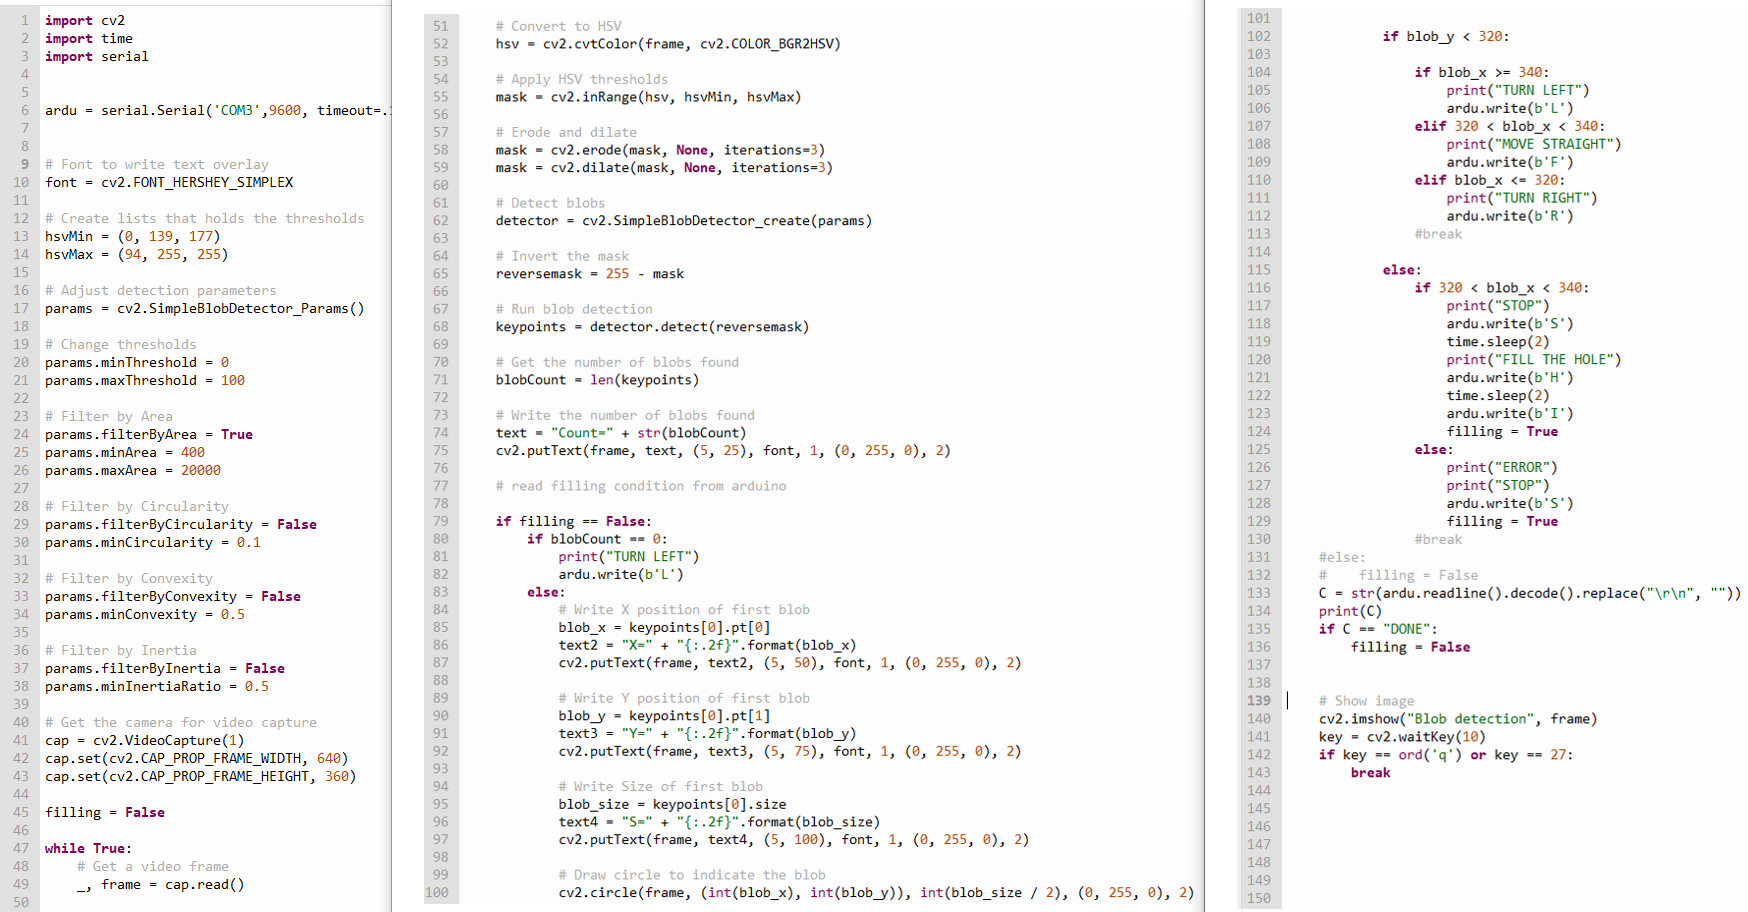 1 import cv2
2 import time
3 import serial
4
5
6 ardu = serial.Serial('COM3',9600, timeout=.
7
8
9 # Font to write text overlay
10 font = cv2.FONT_HERSHEY_SIMPLEX
11
12 # Create lists that holds the thresholds
13 hsvMin = (0, 139, 177)
14 hsvMax = (94, 255, 255)
15
16 # Adjust detection parameters
17 params = cv2.SimpleBlobDetector_Params()
18
19 # Change thresholds
20 params.minThreshold = 0
21 params.maxThreshold = 100
22
23 # Filter by Area
24 params.filterByArea = True
25 params.minArea = 400
26 params.maxArea = 20000
27
28 # Filter by Circularity
29 params.filterByCircularity = False
30 params.minCircularity = 0.1
31
32 # Filter by Convexity
33 params.filterByConvexity = False
34 params.minConvexity = 0.5
35
36 # Filter by Inertia
37 params.filterByInertia = False
38 params.minInertiaRatio = 0.5
39
40 # Get the camera for video capture
41 cap = cv2.VideoCapture(1)
42 cap.set(cv2.CAP_PROP_FRAME_WIDTH, 640)
43 cap.set(cv2.CAP_PROP_FRAME_HEIGHT, 360)
44
45 filling = False
46
47 while True:
48     # Get a video frame
49     _, frame = cap.read()
50
51     # Convert to HSV
52     hsv = cv2.cvtColor(frame, cv2.COLOR_BGR2HSV)
53
54     # Apply HSV thresholds
55     mask = cv2.inRange(hsv, hsvMin, hsvMax)
56
57     # Erode and dilate
58     mask = cv2.erode(mask, None, iterations=3)
59     mask = cv2.dilate(mask, None, iterations=3)
60
61     # Detect blobs
62     detector = cv2.SimpleBlobDetector_create(params)
63
64     # Invert the mask
65     reversemask = 255 - mask
66
67     # Run blob detection
68     keypoints = detector.detect(reversemask)
69
70     # Get the number of blobs found
71     blobCount = len(keypoints)
72
73     # Write the number of blobs found
74     text = "Count=" + str(blobCount)
75     cv2.putText(frame, text, (5, 25), font, 1, (0, 255, 0), 2)
76
77     # read filling condition from arduino
78
79     if filling == False:
80         if blobCount == 0:
81             print("TURN LEFT")
82             ardu.write(b'L')
83         else:
84             # Write X position of first blob
85             blob_x = keypoints[0].pt[0]
86             text2 = "X=" + "{:.2f}".format(blob_x)
87             cv2.putText(frame, text2, (5, 50), font, 1, (0, 255, 0), 2)
88
89             # Write Y position of first blob
90             blob_y = keypoints[0].pt[1]
91             text3 = "Y=" + "{:.2f}".format(blob_y)
92             cv2.putText(frame, text3, (5, 75), font, 1, (0, 255, 0), 2)
93
94             # Write Size of first blob
95             blob_size = keypoints[0].size
96             text4 = "S=" + "{:.2f}".format(blob_size)
97             cv2.putText(frame, text4, (5, 100), font, 1, (0, 255, 0), 2)
98
99             # Draw circle to indicate the blob
100             cv2.circle(frame, (int(blob_x), int(blob_y)), int(blob_size / 2), (0, 255, 0), 2)
101
102             if blob_y < 320:
103
104                 if blob_x >= 340:
105                     print("TURN LEFT")
106                     ardu.write(b'L')
107                 elif 320 < blob_x < 340:
108                     print("MOVE STRAIGHT")
109                     ardu.write(b'F')
110                 elif blob_x <= 320:
111                     print("TURN RIGHT")
112                     ardu.write(b'R')
113                 #break
114
115             else:
116                 if 320 < blob_x < 340:
117                     print("STOP")
118                     ardu.write(b'S')
119                     time.sleep(2)
120                     print("FILL THE HOLE")
121                     ardu.write(b'H')
122                     time.sleep(2)
123                     ardu.write(b'I')
124                     filling = True
125                 else:
126                     print("ERROR")
127                     print("STOP")
128                     ardu.write(b'S')
129                     filling = True
130                 #break
131     #else:
132     #    filling = False
133     C = str(ardu.readline().decode().replace("\r\n", ""))
134     print(C)
135     if C == "DONE":
136         filling = False
137
138
139     # Show image
140     cv2.imshow("Blob detection", frame)
141     key = cv2.waitKey(10)
142     if key == ord('q') or key == 27:
143         break
144
145
146
147
148
149
150